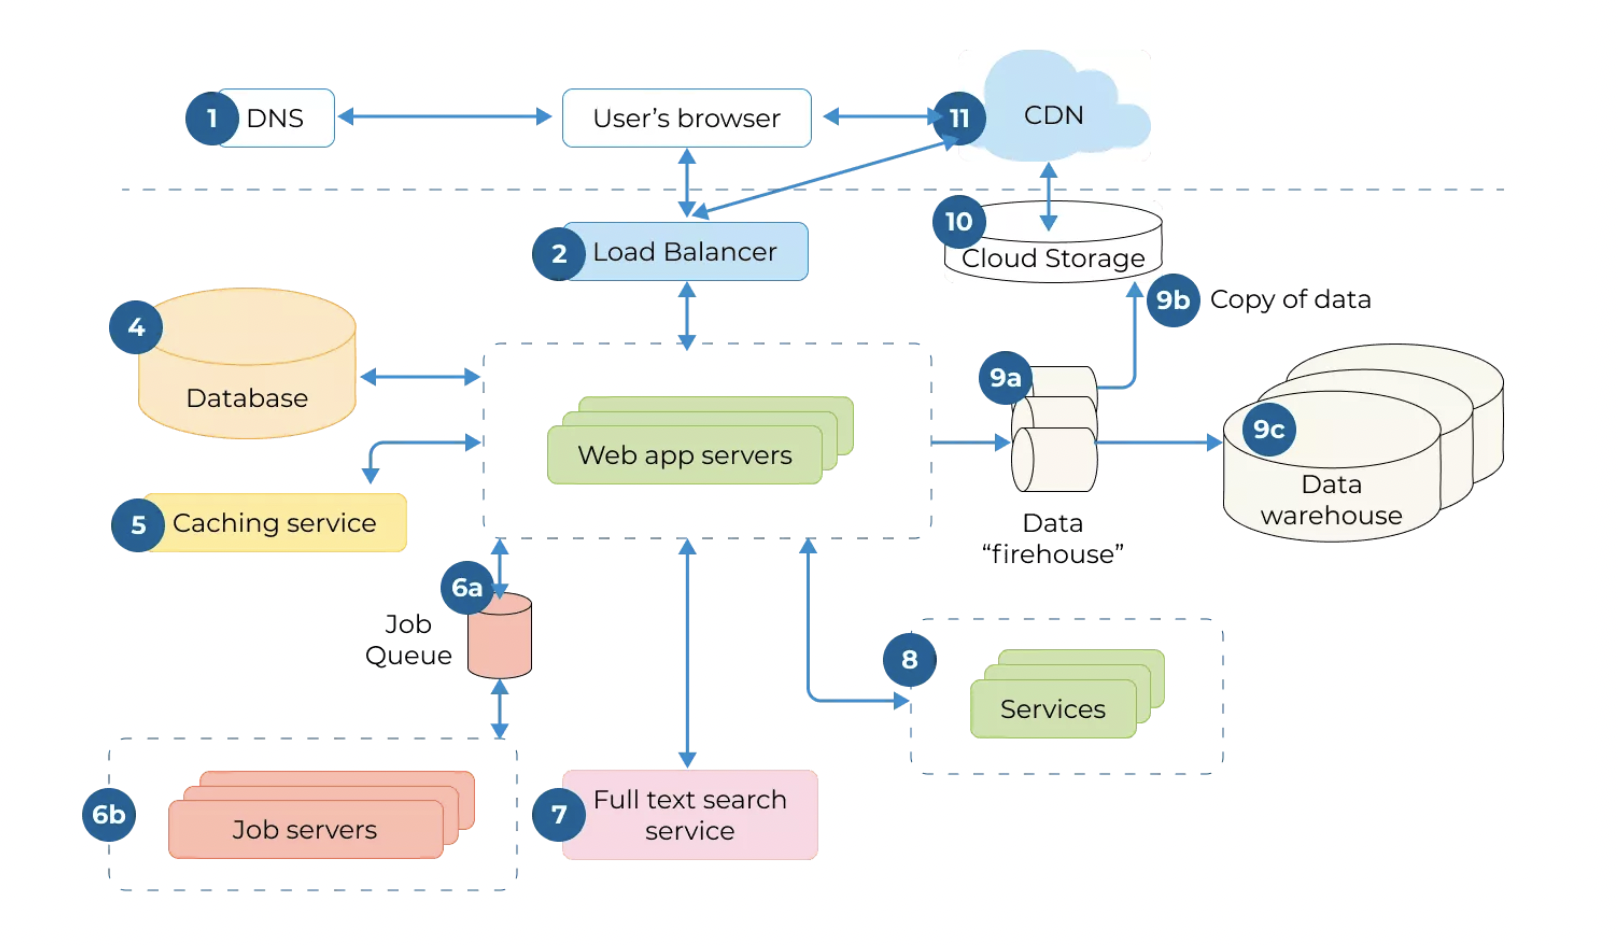 1 DNS
User’s browser
11 CDN
2 Load Balancer
10
Cloud Storage
9b Copy of data
4
Database
9a
9c
Data
warehouse
Web app servers
5 Caching service
Data
“firehouse”
6a
Job
Queue
8
Services
6b
Job servers
7
Full text search
service